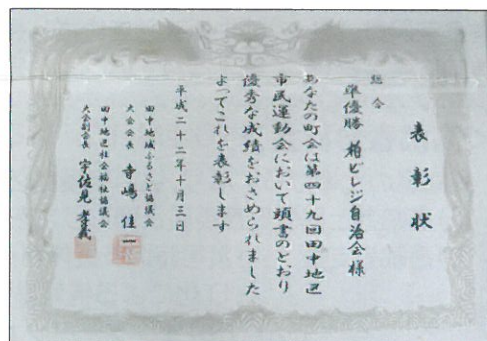 表彰状
総合
準優勝 柏ビレジ自治会様
あなたの町会は第四十九回田中地区
市民運動会において頭書のとおり
優秀な成績をおさめられました
よってこれを表彰します
平成二十二年十月三日
田中地域ふるさと協議会
大会会長 寺嶋 佳一
田中地区社会福祉協議会
大会副会長 宇佐見孝義